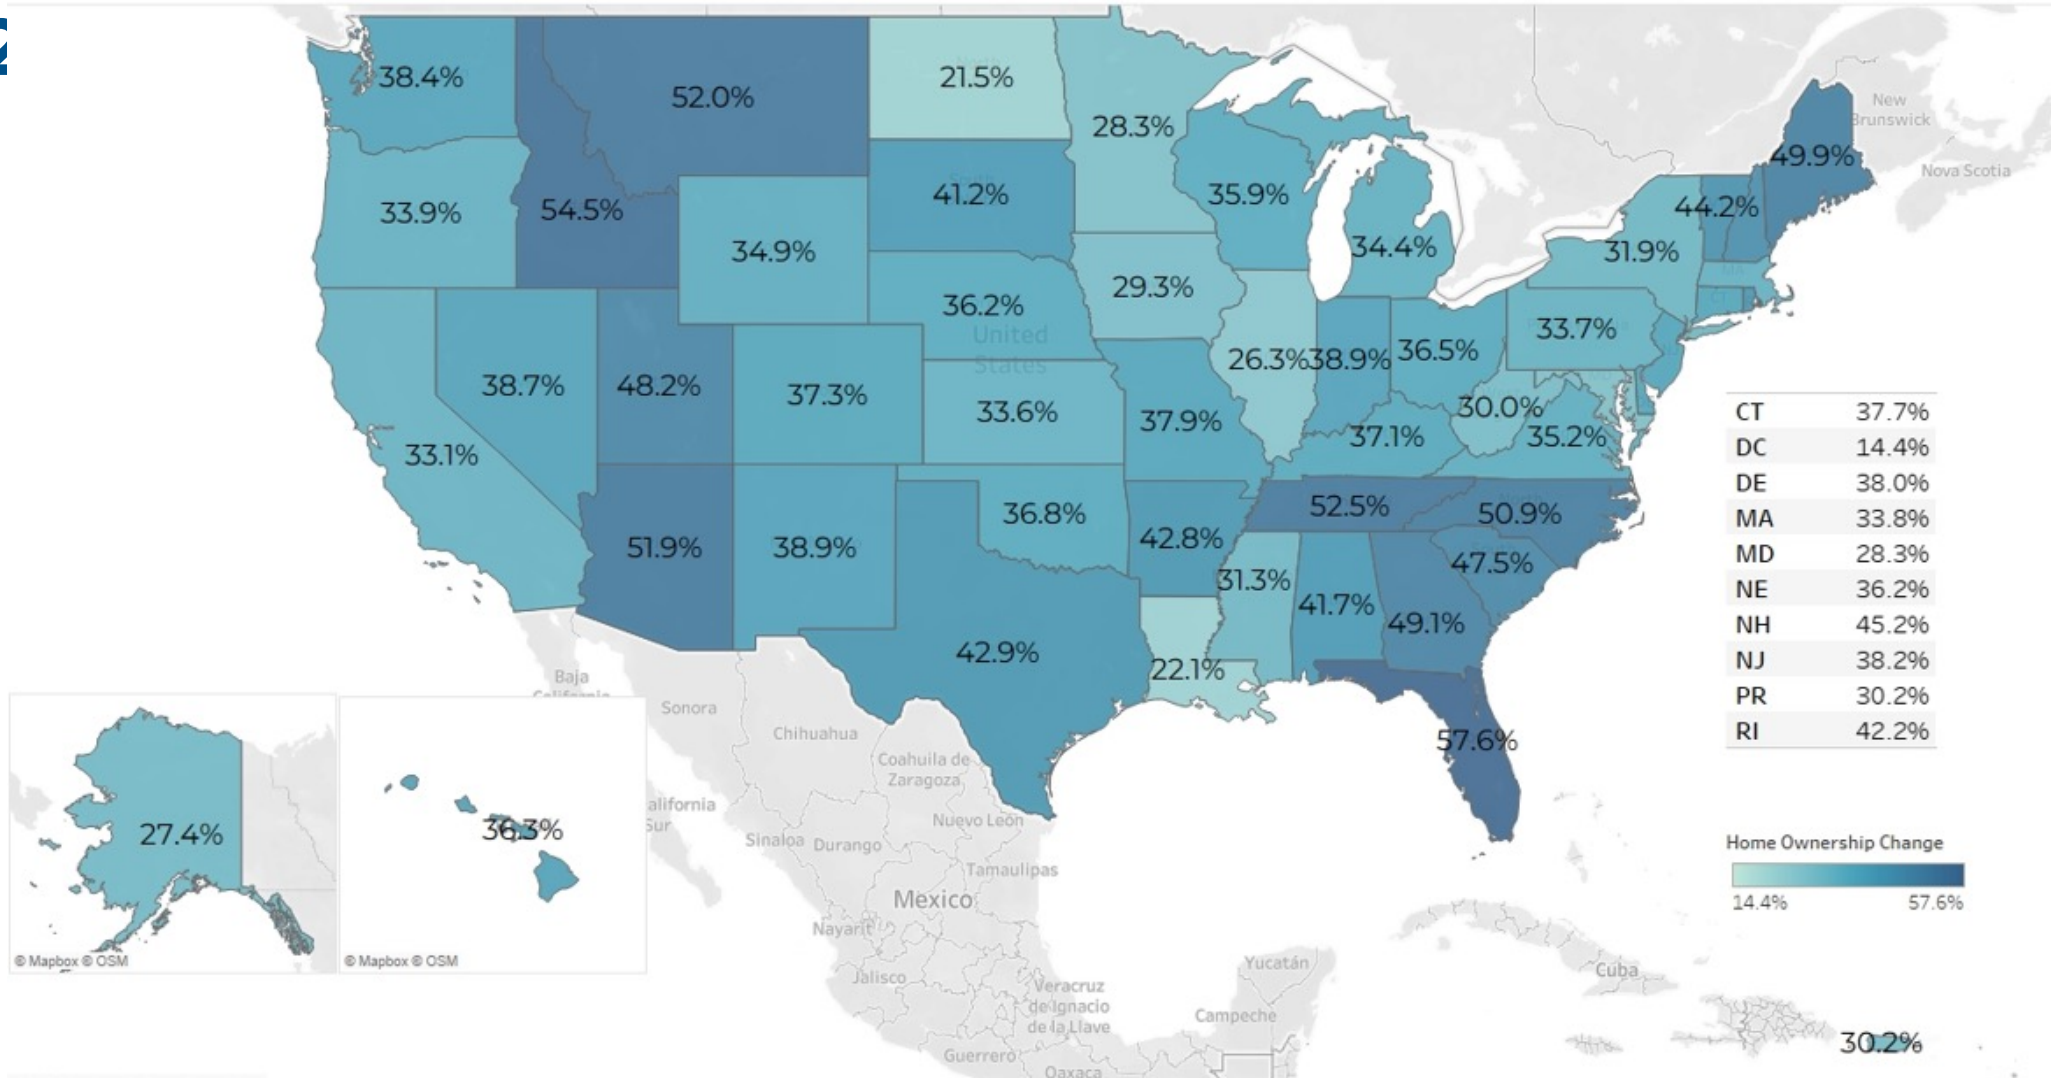 38.4%
52.0%
21.5%
28.3%
New
Brunswick
49.9%
Nova Scotia
33.9%
54.5%
41.2%
35.9%
44.2%
34.9%
34.4%
31.9%
29.3%
36.2%
United
States
33.7%
38.7%
48.2%
37.3%
26.3%
38.9%
36.5%
33.6%
37.9%
30.0%
33.1%
37.1%
35.2%
52.5%
50.9%
51.9%
38.9%
36.8%
42.8%
47.5%
31.3%
41.7%
49.1%
42.9%
22.1%
57.6%
CT 37.7%
DC 14.4%
DE 38.0%
MA 33.8%
MD 28.3%
NE 36.2%
NH 45.2%
NJ 38.2%
PR 30.2%
RI 42.2%
Home Ownership Change
14.4% 57.6%
27.4%
© Mapbox © OSM
36.3%
© Mapbox © OSM
Baja
California
Sonora
Chihuahua
Coahuila de
Zaragoza
alifornia
Sur
Nuevo León
Sinaloa
Durango
Tamaulipas
Mexico
Nayarit
Jalisco
Veracruz
de Ignacio
de la Llave
Guerrero
Oaxaca
Yucatán
Campeche
Cuba
30.2%